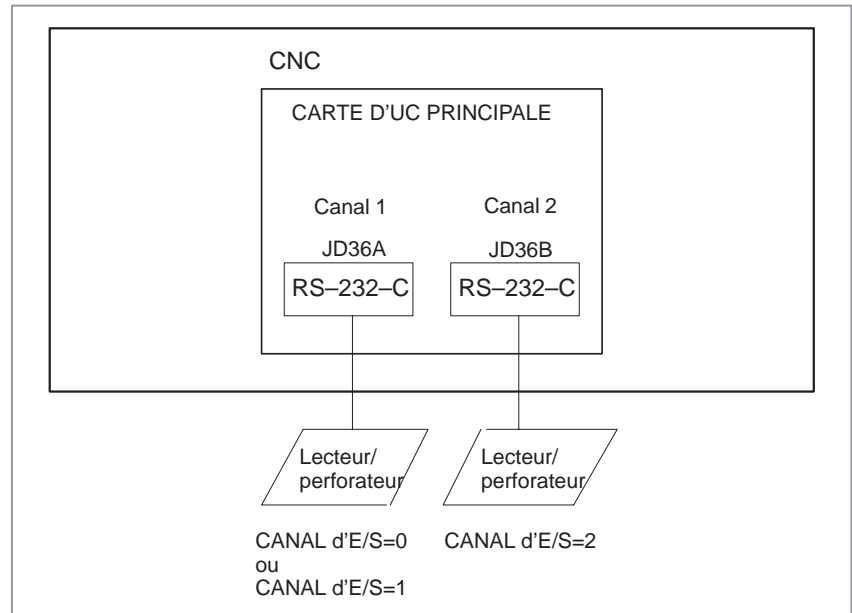 CNC
CARTE D'UC PRINCIPALE
Canal 1
Canal 2
JD36A
JD36B
RS–232–C
RS–232–C
Lecteur/
perforateur
Lecteur/
perforateur
CANAL d'E/S=0
ou
CANAL d'E/S=1
CANAL d'E/S=2